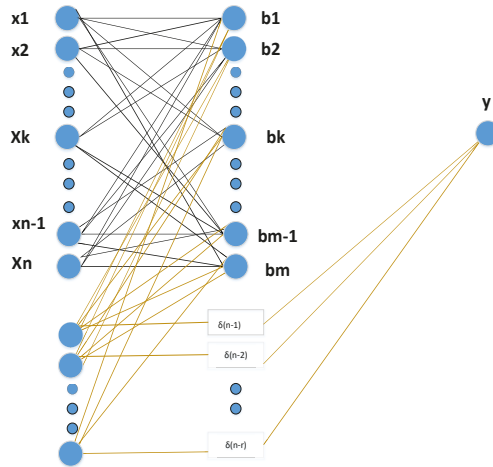 x1
b1
x2
b2
y
Xk
bk
xn-1
bm-1
Xn
bm
δ(n-1)
δ(n-2)
δ(n-r)